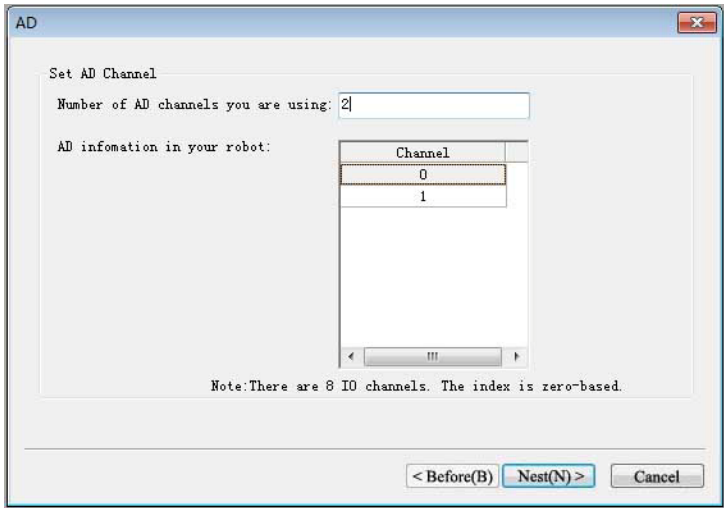 AD
Set AD Channel
Number of AD channels you are using: 2
AD infomation in your robot:
Channel
0
1
Note:There are 8 IO channels. The index is zero-based.
< Before(B)
Nest(N) >
Cancel